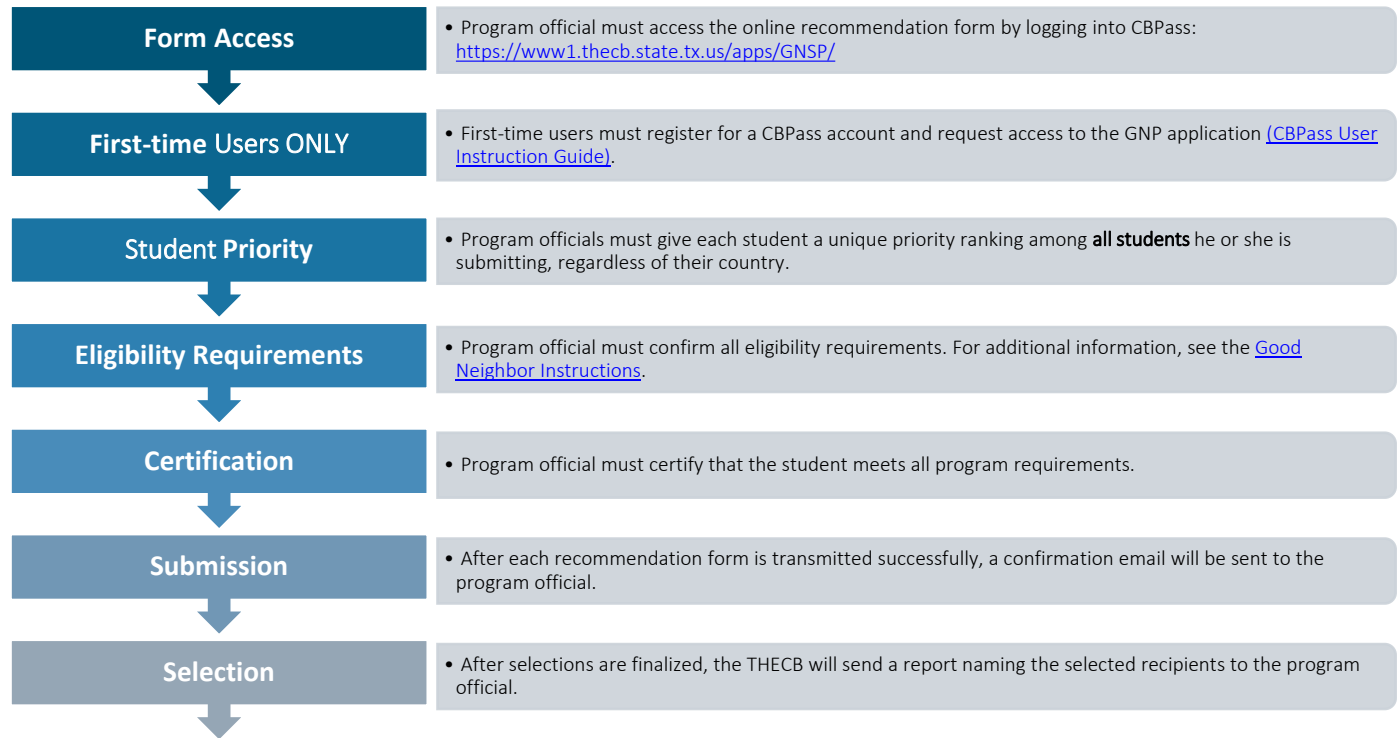 Form Access
• Program official must access the online recommendation form by logging into CBPass:
https://www1.thecb.state.tx.us/apps/GNSP/
First-time Users ONLY
• First-time users must register for a CBPass account and request access to the GNP application (CBPass User
Instruction Guide).
Student Priority
• Program officials must give each student a unique priority ranking among all students he or she is
submitting, regardless of their country.
Eligibility Requirements
• Program official must confirm all eligibility requirements. For additional information, see the Good
Neighbor Instructions.
Certification
• Program official must certify that the student meets all program requirements.
Submission
• After each recommendation form is transmitted successfully, a confirmation email will be sent to the
program official.
Selection
• After selections are finalized, the THECB will send a report naming the selected recipients to the program
official.